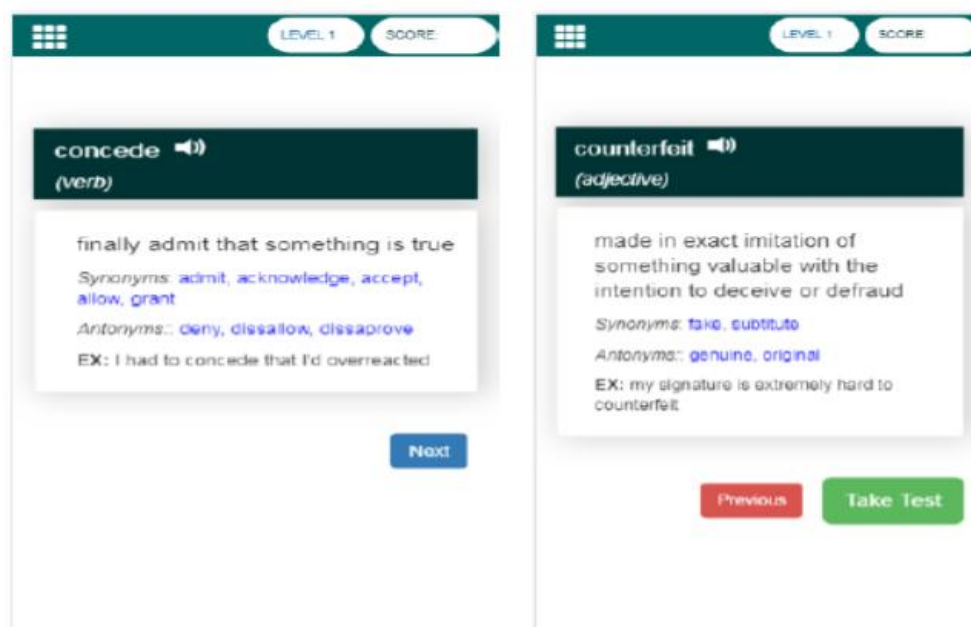 LEVEL 1
SCORE:
concede
(verb)
finally admit that something is true
Synonyms: admit, acknowledge, accept,
allow, grant
Antonyms:: deny, dissallow, dissaprove
EX: I had to concede that I'd overreacted
Next
LEVEL 1
SCORE
counterfeit
(adjective)
made in exact imitation of
something valuable with the
intention to deceive or defraud
Synonyms: fake, subtitute
Antonyms:: genuine, original
EX: my signature is extremely hard to
counterfeit
Previous
Take Test